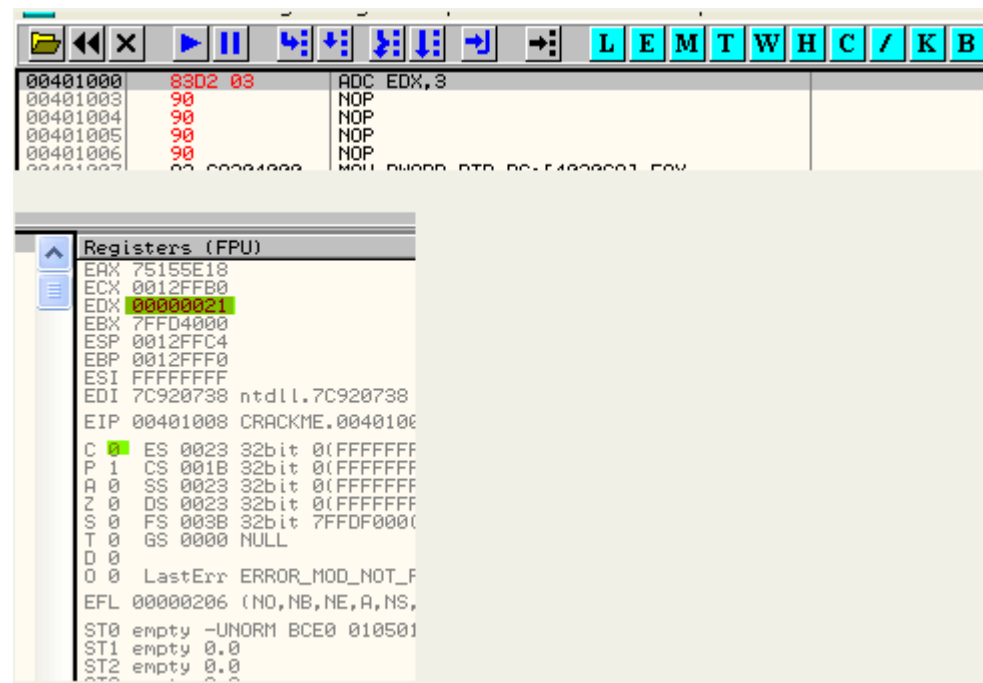 L E M T W H C / K B
00401000 83D2 03 ADC EDX,3
00401003 90 NOP
00401004 90 NOP
00401005 90 NOP
00401006 90 NOP
Registers (FPU)
EAX 75155E18
ECX 0012FFB0
EDX 00000021
EBX 7FFD4000
ESP 0012FFC4
EBP 0012FFF0
ESI FFFFFFFF
EDI 7C920738 ntdll.7C920738
EIP 00401008 CRACKME.0040100
C 0 ES 0023 32bit 0(FFFFFFF
P 1 CS 001B 32bit 0(FFFFFFF
A 0 SS 0023 32bit 0(FFFFFFF
Z 0 DS 0023 32bit 0(FFFFFFF
S 0 FS 003B 32bit 7FFDF000(
T 0 GS 0000 NULL
D 0
O 0 LastErr ERROR_MOD_NOT_F
EFL 00000206 (NO,NB,NE,A,NS,
ST0 empty -UNORM BCE0 010501
ST1 empty 0.0
ST2 empty 0.0